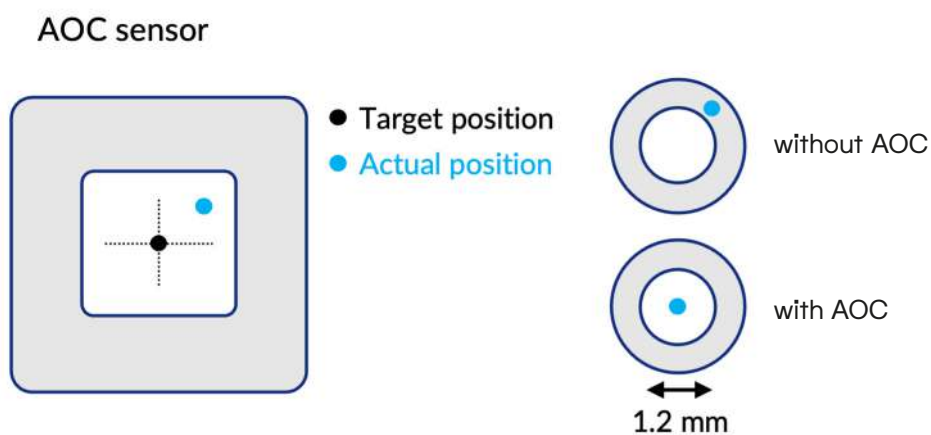 AOC sensor
Target position
Actual position
without AOC
with AOC
1.2 mm